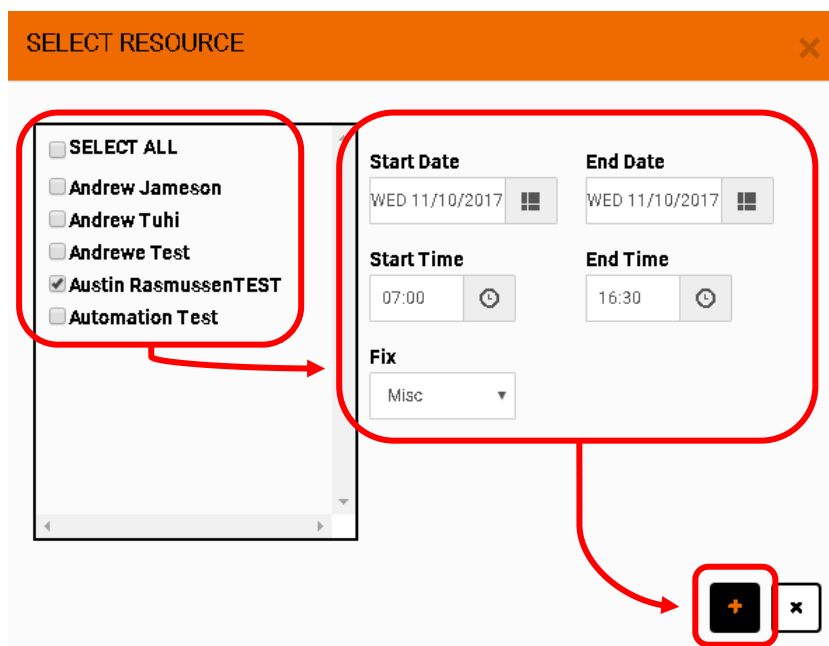 SELECT RESOURCE
SELECT ALL
Andrew Jameson
Andrew Tuhi
Andrewe Test
Austin RasmussenTEST
Automation Test
Start Date End Date
WED 11/10/2017 WED 11/10/2017
Start Time End Time
07:00 16:30
Fix
Misc